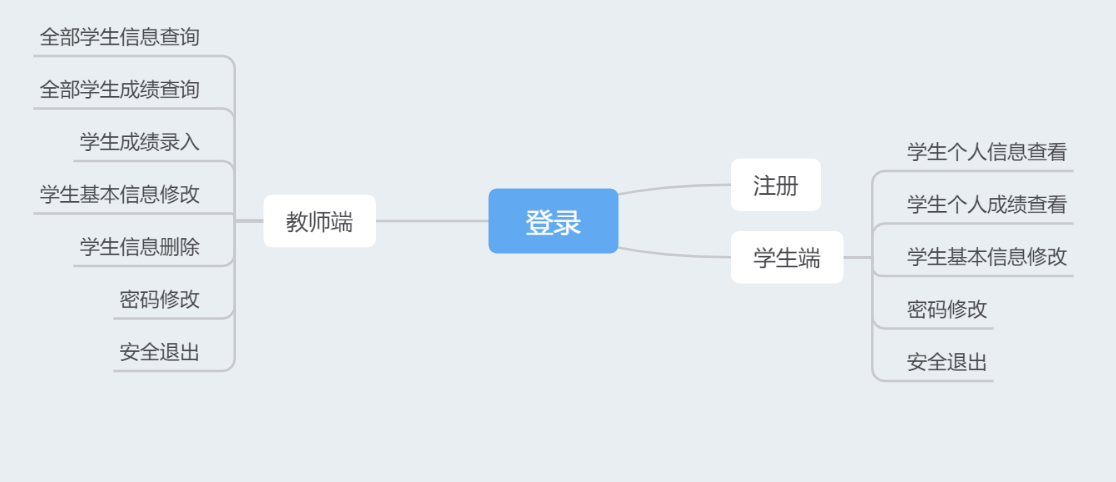 全部学生信息查询
全部学生成绩查询
学生成绩录入
学生基本信息修改
学生信息删除
密码修改
安全退出
教师端
登录
注册
学生端
学生个人信息查看
学生个人成绩查看
学生基本信息修改
密码修改
安全退出